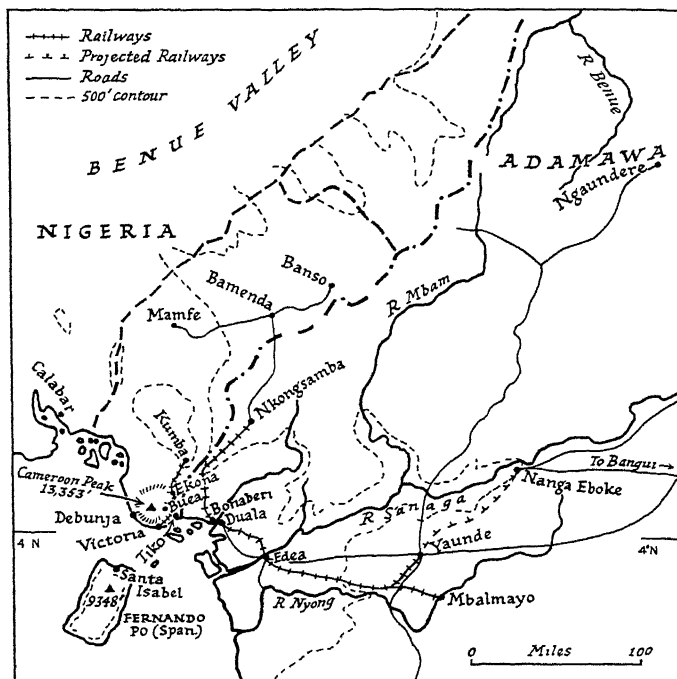 Railways
Projected Railways
Roads
500' contour
BENUE VALLEY
R Benue
ADAMAWA
Ngaundere
NIGERIA
Banso
Bamenda
Mamfe
R Mbam
Calabar
Nkongsamba
Kumba
Cameroon Peak
13,353'
Ekona
Buea
Bonaberi
Duala
Debunja
Victoria
Tiko
To Bangui
Nanga Eboke
R Sanaga
4 N
4°N
Yaunde
Edea
Santa
Isabel
9348'
R Nyong
Mbalmayo
FERNANDO
PO (Span.)
0 Miles 100